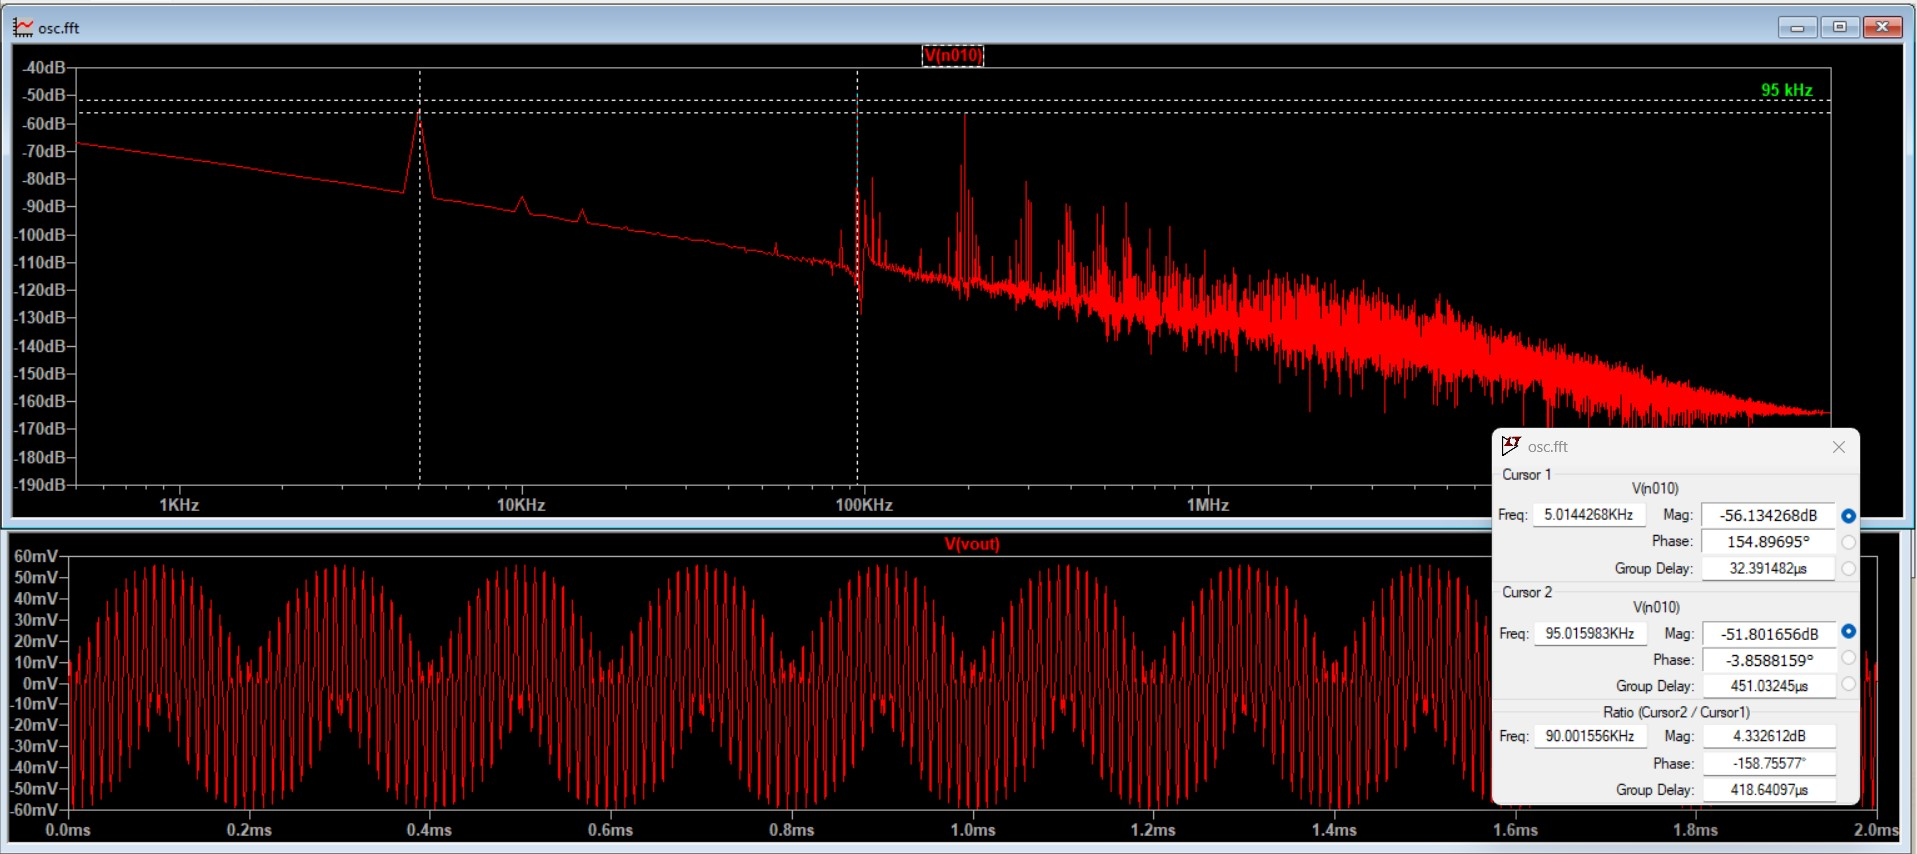 osc.fft
V(n010)
-40dB
-50dB
95 kHz
-60dB
-70dB
-80dB
-90dB
-100dB
-110dB
-120dB
-130dB
-140dB
-150dB
-160dB
-170dB
-180dB
-190dB
1KHz 10KHz 100KHz 1MHz
V(vout)
60mV
50mV
40mV
30mV
20mV
10mV
0mV
-10mV
-20mV
-30mV
-40mV
-50mV
-60mV
0.0ms 0.2ms 0.4ms 0.6ms 0.8ms 1.0ms 1.2ms 1.4ms 1.6ms 1.8ms 2.0ms
osc.fft
Cursor 1
V(n010)
Freq: 5.0144268KHz Mag: -56.134268dB
Phase: 154.89695°
Group Delay: 32.391482µs
Cursor 2
V(n010)
Freq: 95.015983KHz Mag: -51.801656dB
Phase: -3.8588159°
Group Delay: 451.03245µs
Ratio (Cursor2 / Cursor1)
Freq: 90.001556KHz Mag: 4.332612dB
Phase: -158.75577°
Group Delay: 418.64097µs